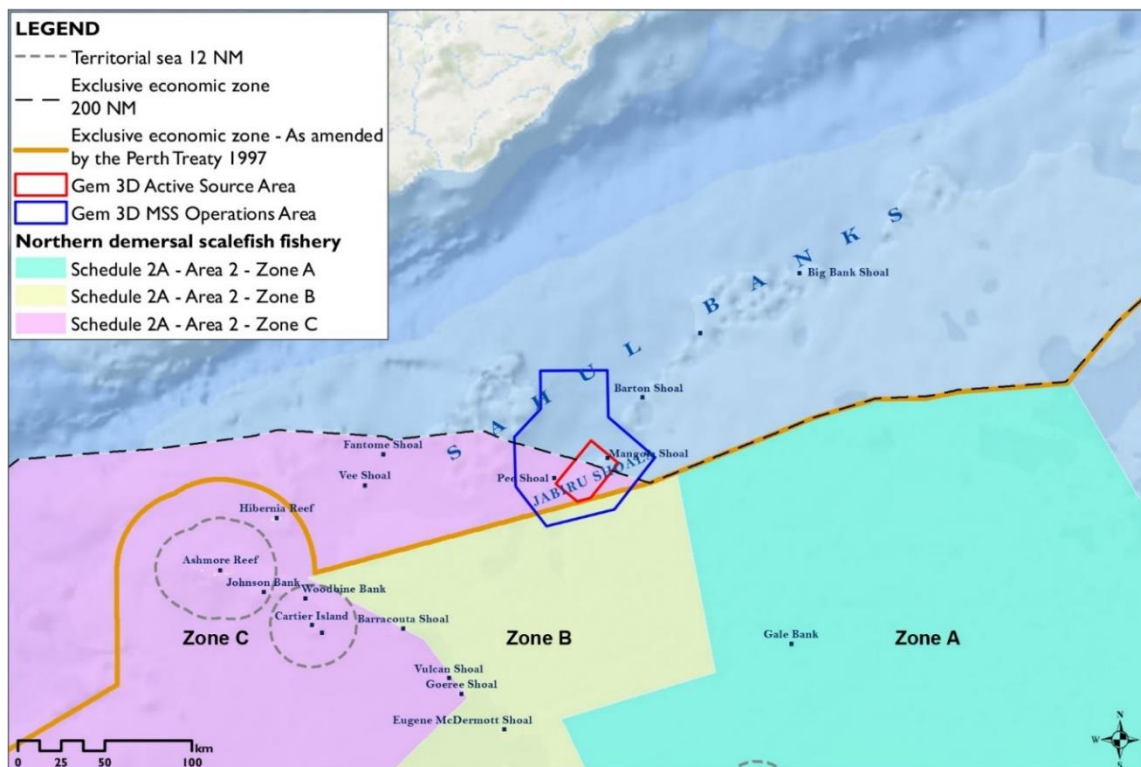 LEGEND
Territorial sea 12 NM
Exclusive economic zone
200 NM
Exclusive economic zone - As amended
by the Perth Treaty 1997
Gem 3D Active Source Area
Gem 3D MSS Operations Area
Northern demersal scalefish fishery
Schedule 2A - Area 2 - Zone A
Schedule 2A - Area 2 - Zone B
Schedule 2A - Area 2 - Zone C
SAHUL BANKS
Big Bank Shoal
Barton Shoal
Fantome Shoal
Mangola Shoal
Vee Shoal
Pee Shoal
JABIRU SHOALS
Hibernia Reef
Ashmore Reef
Johnson Bank
Woodbine Bank
Cartier Island
Barracouta Shoal
Zone C
Zone B
Zone A
Gale Bank
Vulcan Shoal
Goeree Shoal
Eugene McDermott Shoal
0 25 50 100
km
N
W
S